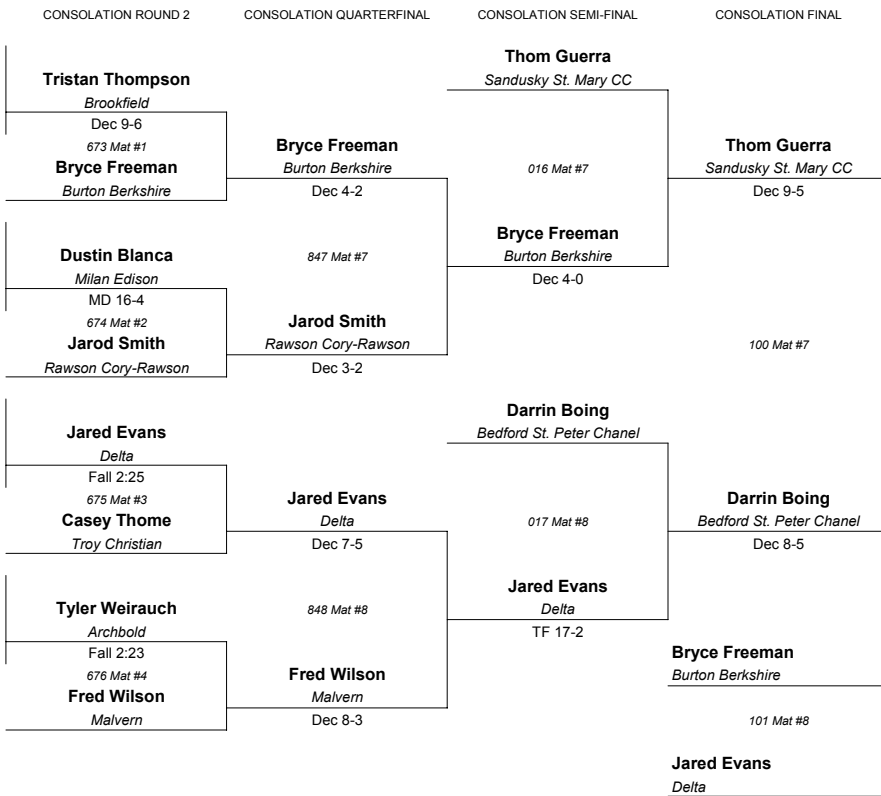 CONSOLATION ROUND 2
CONSOLATION QUARTERFINAL
CONSOLATION SEMI-FINAL
CONSOLATION FINAL
Tristan Thompson
Brookfield
Dec 9-6
673 Mat #1
Bryce Freeman
Burton Berkshire
Dustin Blanca
Milan Edison
MD 16-4
674 Mat #2
Jarod Smith
Rawson Cory-Rawson
Jared Evans
Delta
Fall 2:25
675 Mat #3
Casey Thome
Troy Christian
Tyler Weirauch
Archbold
Fall 2:23
676 Mat #4
Fred Wilson
Malvern
Bryce Freeman
Burton Berkshire
Dec 4-2
847 Mat #7
Jarod Smith
Rawson Cory-Rawson
Dec 3-2
Jared Evans
Delta
Dec 7-5
848 Mat #8
Fred Wilson
Malvern
Dec 8-3
Thom Guerra
Sandusky St. Mary CC
016 Mat #7
Bryce Freeman
Burton Berkshire
Dec 4-0
Darrin Boing
Bedford St. Peter Chanel
017 Mat #8
Jared Evans
Delta
TF 17-2
Thom Guerra
Sandusky St. Mary CC
Dec 9-5
100 Mat #7
Darrin Boing
Bedford St. Peter Chanel
Dec 8-5
Bryce Freeman
Burton Berkshire
101 Mat #8
Jared Evans
Delta